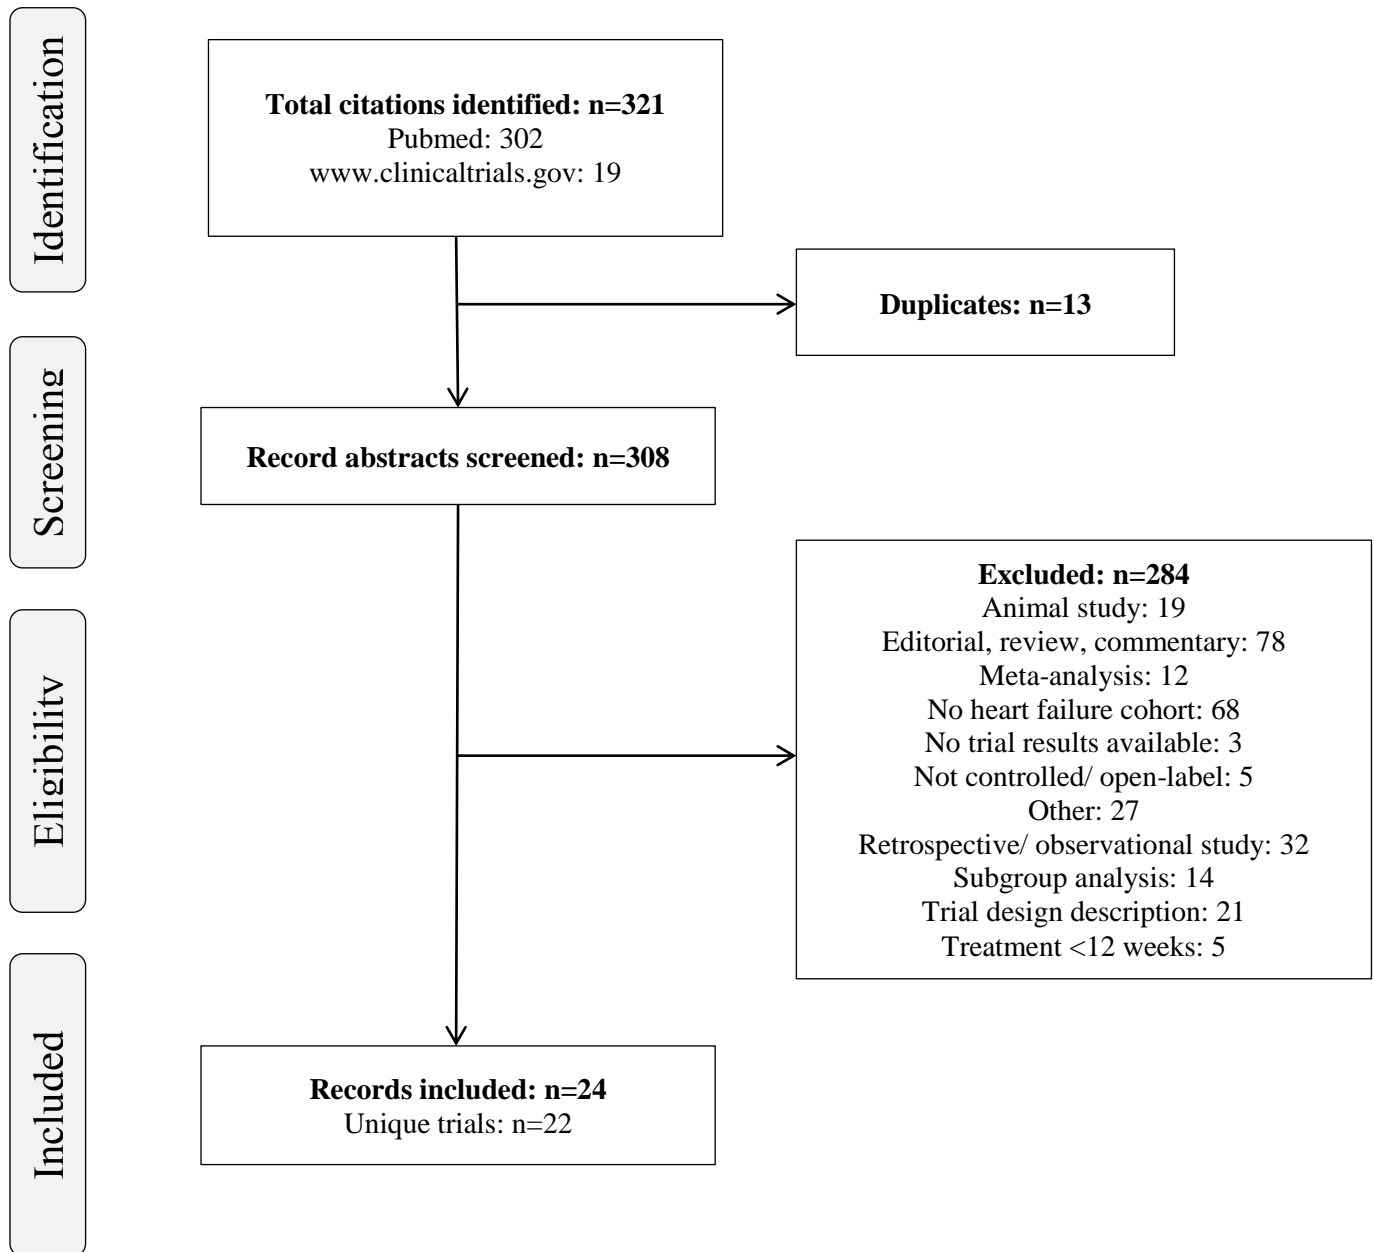 Identification
Total citations identified: n=321
Pubmed: 302
www.clinicaltrials.gov: 19
Duplicates: n=13
Screening
Record abstracts screened: n=308
Eligibility
Excluded: n=284
Animal study: 19
Editorial, review, commentary: 78
Meta-analysis: 12
No heart failure cohort: 68
No trial results available: 3
Not controlled/ open-label: 5
Other: 27
Retrospective/ observational study: 32
Subgroup analysis: 14
Trial design description: 21
Treatment <12 weeks: 5
Included
Records included: n=24
Unique trials: n=22